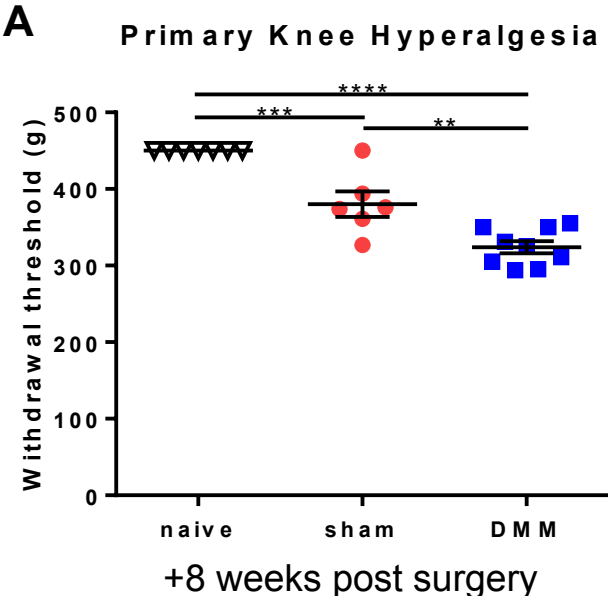 A
Primary Knee Hyperalgesia
****
***
**
Withdrawal threshold (g)
500
400
300
200
100
0
naive sham DMM
+8 weeks post surgery